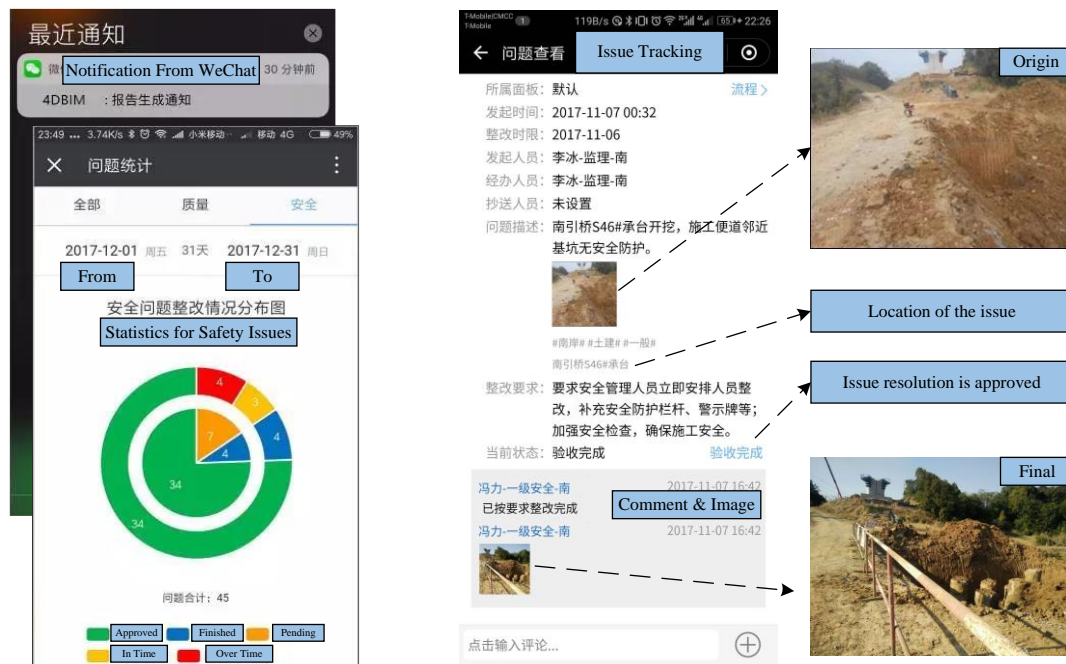 最近通知
微
Notification From WeChat
30 分钟前
4DBIM ：报告生成通知
23:49 ... 3.74K/s 小米移动 ·· 移动 4G 49%
问题统计
全部 质量 安全
2017-12-01 周五 31天 2017-12-31 周日
From To
安全问题整改情况分布图
Statistics for Safety Issues
4
3
4
7
4
34
34
问题合计：45
Approved Finished Pending
In Time Over Time
T-Mobile|CMCC 1
T-Mobile
119B/s 65 22:26
问题查看
Issue Tracking
所属面板： 默认 流程
发起时间： 2017-11-07 00:32
整改时限： 2017-11-06
发起人员： 李冰-监理-南
经办人员： 李冰-监理-南
抄送人员： 未设置
问题描述： 南引桥S46#承台开挖，施工便道邻近
基坑无安全防护。
#南岸# #土建# #一般#
南引桥S46#承台
整改要求： 要求安全管理人员立即安排人员整
改，补充安全防护栏杆、警示牌等；
加强安全检查，确保施工安全。
当前状态： 验收完成 验收完成
冯力-一级安全-南 2017-11-07 16:42
已按要求整改完成
Comment & Image
冯力-一级安全-南 2017-11-07 16:42
点击输入评论...
Origin
Location of the issue
Issue resolution is approved
Final